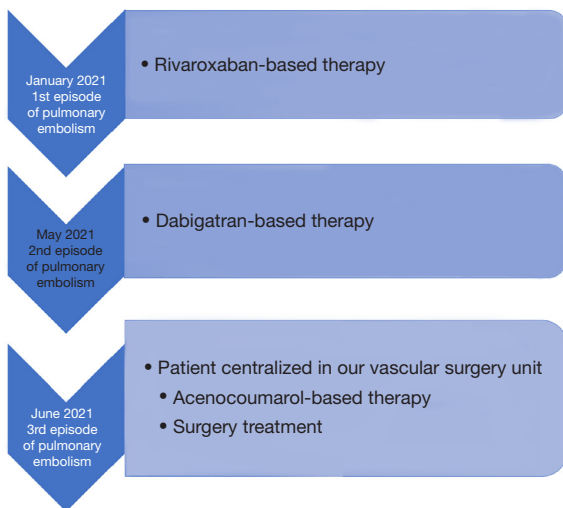 January 2021
1st episode
of pulmonary
embolism
• Rivaroxaban-based therapy
May 2021
2nd episode
of pulmonary
embolism
• Dabigatran-based therapy
June 2021
3rd episode
of pulmonary
embolism
• Patient centralized in our vascular surgery unit
• Acenocoumarol-based therapy
• Surgery treatment